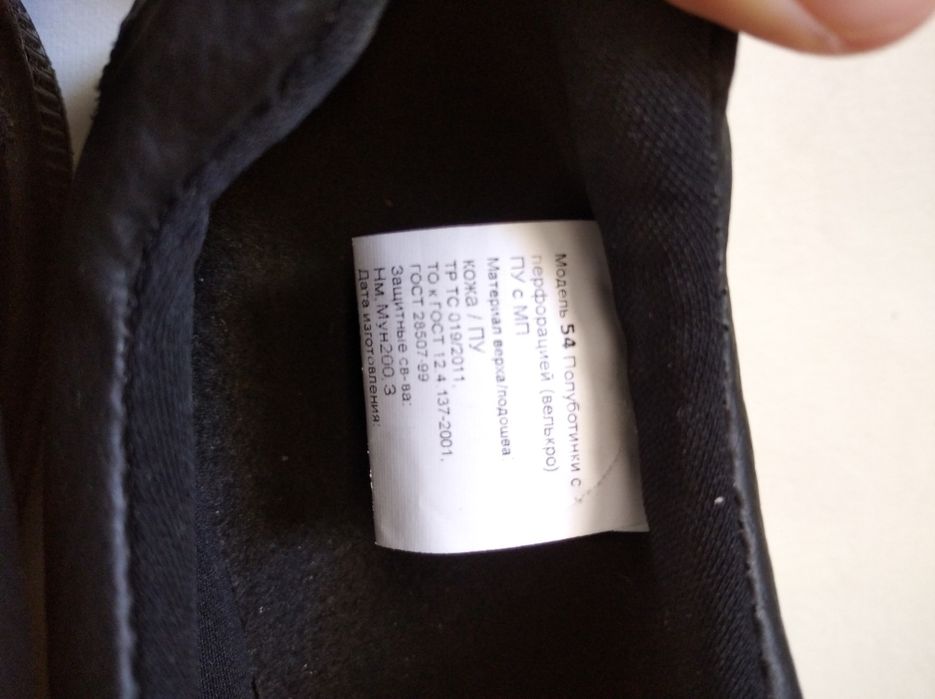 Модель 54 Полуботинки с
перфорацией (велькро)
ПУ с МП
Материал верха/подошва
кожа / ПУ
ТР ТС 019/2011,
ТО к ГОСТ 12.4.137-2001,
ГОСТ 28507-99
Защитные св-ва:
Нм, Мун200, З
Дата изготовления: